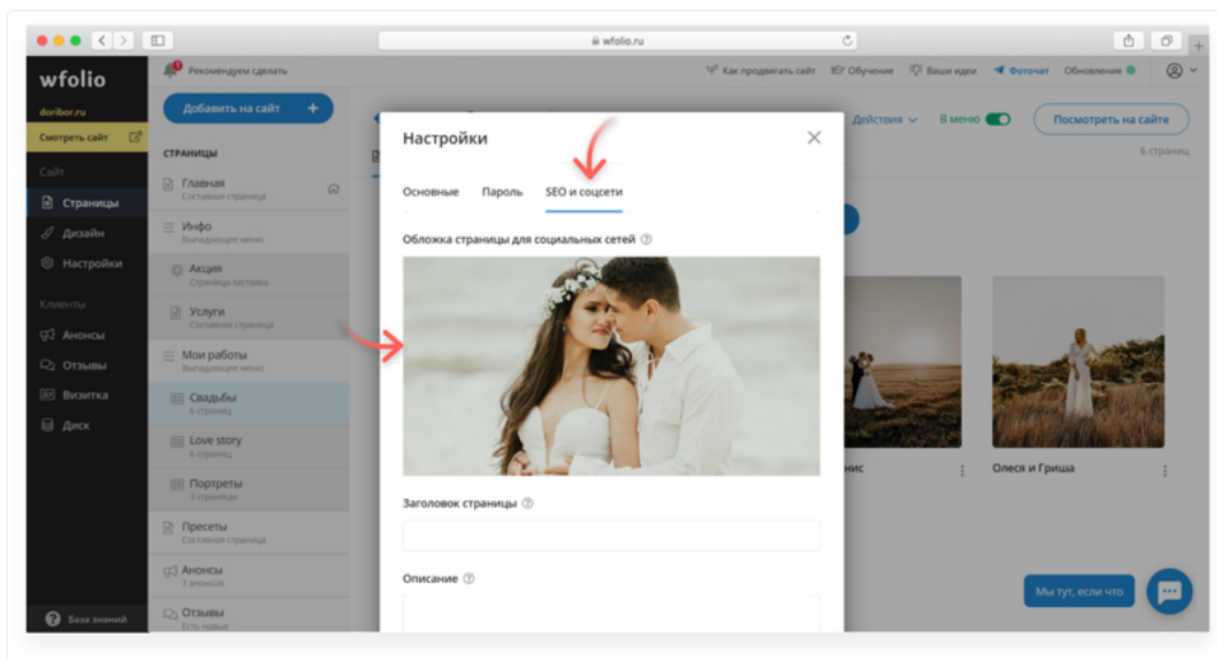 wfolio.ru
wfolio
Рекомендуем сделать
Как продвигать сайт
Обучение
Ваши идеи
Фоточат
Обновления
doribor.ru
Смотреть сайт
Сайт
Страницы
Дизайн
Настройки
Клиенты
Анонсы
Отзывы
Визитка
Диск
База знаний
Добавить на сайт +
СТРАНИЦЫ
Главная
Составная страница
Инфо
Выпадающее меню
Акция
Страница-заставка
Услуги
Составная страница
Мои работы
Выпадающее меню
Свадьбы
6 страниц
Love story
6 страниц
Портреты
3 страницы
Пресеты
Составная страница
Анонсы
7 анонсов
Отзывы
Есть новые
Действия
В меню
Посмотреть на сайте
6 страниц
Настройки
Основные
Пароль
SEO и соцсети
Обложка страницы для социальных сетей
Заголовок страницы
Описание
нис
Олеся и Гриша
Мы тут, если что